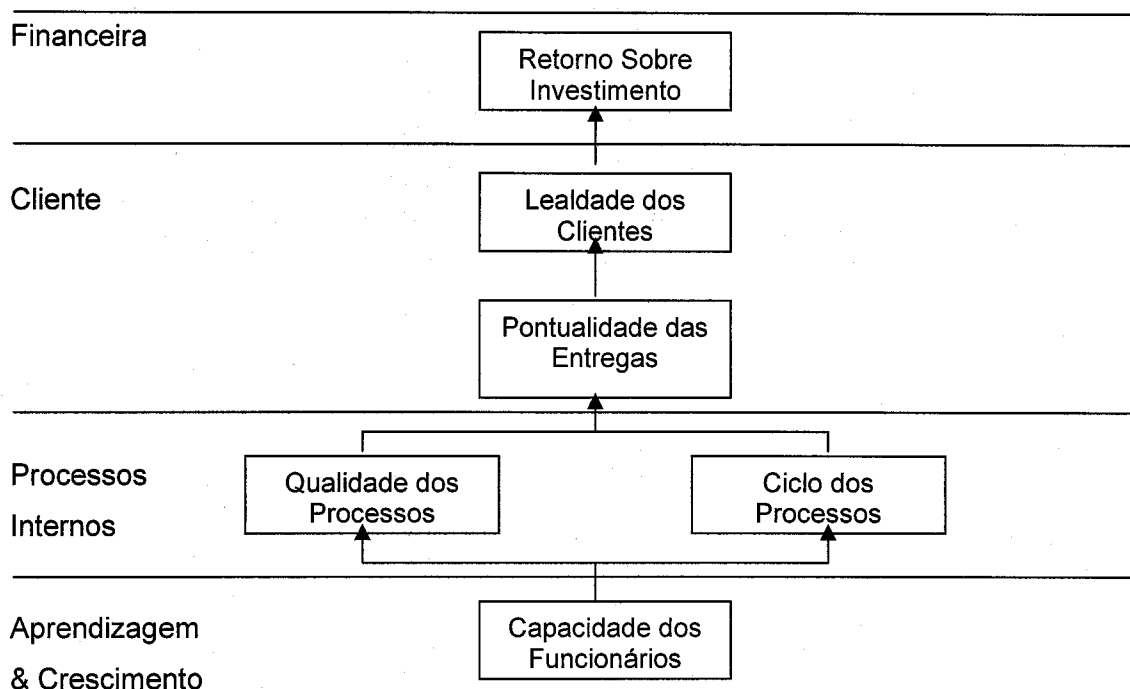 Financeira
Retorno Sobre
Investimento
Cliente
Lealdade dos
Clientes
Pontualidade das
Entregas
Processos
Internos
Qualidade dos
Processos
Ciclo dos
Processos
Aprendizagem
& Crescimento
Capacidade dos
Funcionários